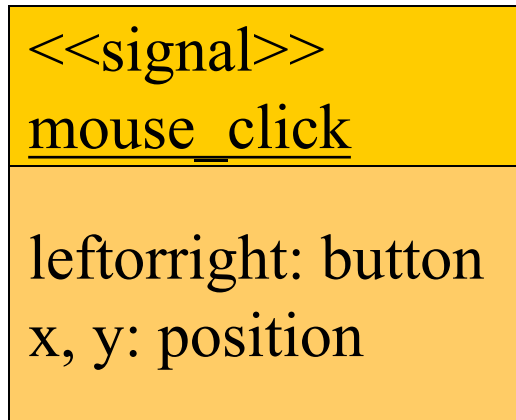 <<signal>>
mouse_click
leftorright: button
x, y: position